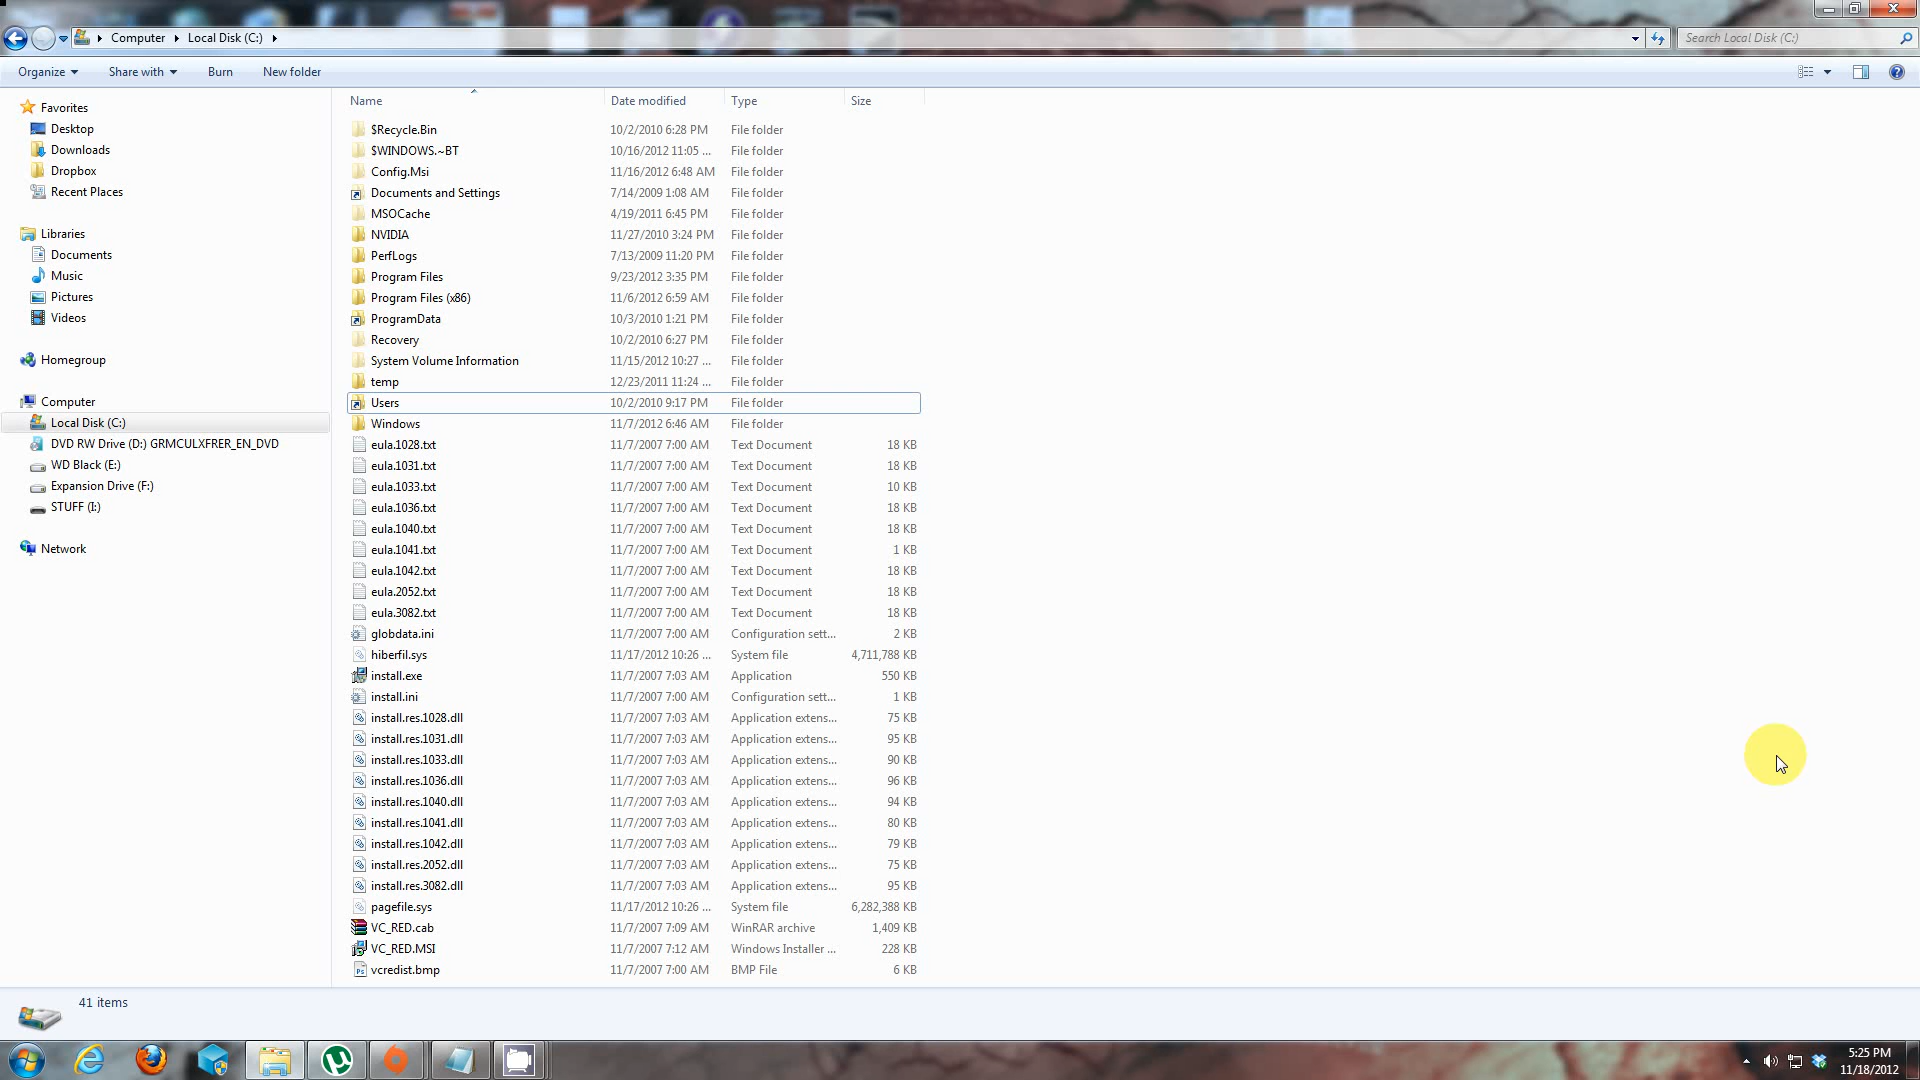 Computer Local Disk (C:)
Search Local Disk (C:)
Organize Share with Burn New folder
Name Date modified Type Size
Favorites
Desktop
Downloads
Dropbox
Recent Places
Libraries
Documents
Music
Pictures
Videos
Homegroup
Computer
Local Disk (C:)
DVD RW Drive (D:) GRMCULXFRER_EN_DVD
WD Black (E:)
Expansion Drive (F:)
STUFF (I:)
Network
$Recycle.Bin 10/2/2010 6:28 PM File folder
$WINDOWS.~BT 10/16/2012 11:05 ... File folder
Config.Msi 11/16/2012 6:48 AM File folder
Documents and Settings 7/14/2009 1:08 AM File folder
MSOCache 4/19/2011 6:45 PM File folder
NVIDIA 11/27/2010 3:24 PM File folder
PerfLogs 7/13/2009 11:20 PM File folder
Program Files 9/23/2012 3:35 PM File folder
Program Files (x86) 11/6/2012 6:59 AM File folder
ProgramData 10/3/2010 1:21 PM File folder
Recovery 10/2/2010 6:27 PM File folder
System Volume Information 11/15/2012 10:27 ... File folder
temp 12/23/2011 11:24 ... File folder
Users 10/2/2010 9:17 PM File folder
Windows 11/7/2012 6:46 AM File folder
eula.1028.txt 11/7/2007 7:00 AM Text Document 18 KB
eula.1031.txt 11/7/2007 7:00 AM Text Document 18 KB
eula.1033.txt 11/7/2007 7:00 AM Text Document 10 KB
eula.1036.txt 11/7/2007 7:00 AM Text Document 18 KB
eula.1040.txt 11/7/2007 7:00 AM Text Document 18 KB
eula.1041.txt 11/7/2007 7:00 AM Text Document 1 KB
eula.1042.txt 11/7/2007 7:00 AM Text Document 18 KB
eula.2052.txt 11/7/2007 7:00 AM Text Document 18 KB
eula.3082.txt 11/7/2007 7:00 AM Text Document 18 KB
globdata.ini 11/7/2007 7:00 AM Configuration sett... 2 KB
hiberfil.sys 11/17/2012 10:26 ... System file 4,711,788 KB
install.exe 11/7/2007 7:03 AM Application 550 KB
install.ini 11/7/2007 7:00 AM Configuration sett... 1 KB
install.res.1028.dll 11/7/2007 7:03 AM Application extens... 75 KB
install.res.1031.dll 11/7/2007 7:03 AM Application extens... 95 KB
install.res.1033.dll 11/7/2007 7:03 AM Application extens... 90 KB
install.res.1036.dll 11/7/2007 7:03 AM Application extens... 96 KB
install.res.1040.dll 11/7/2007 7:03 AM Application extens... 94 KB
install.res.1041.dll 11/7/2007 7:03 AM Application extens... 80 KB
install.res.1042.dll 11/7/2007 7:03 AM Application extens... 79 KB
install.res.2052.dll 11/7/2007 7:03 AM Application extens... 75 KB
install.res.3082.dll 11/7/2007 7:03 AM Application extens... 95 KB
pagefile.sys 11/17/2012 10:26 ... System file 6,282,388 KB
VC_RED.cab 11/7/2007 7:09 AM WinRAR archive 1,409 KB
VC_RED.MSI 11/7/2007 7:12 AM Windows Installer ... 228 KB
vcredist.bmp 11/7/2007 7:00 AM BMP File 6 KB
41 items
5:25 PM
11/18/2012